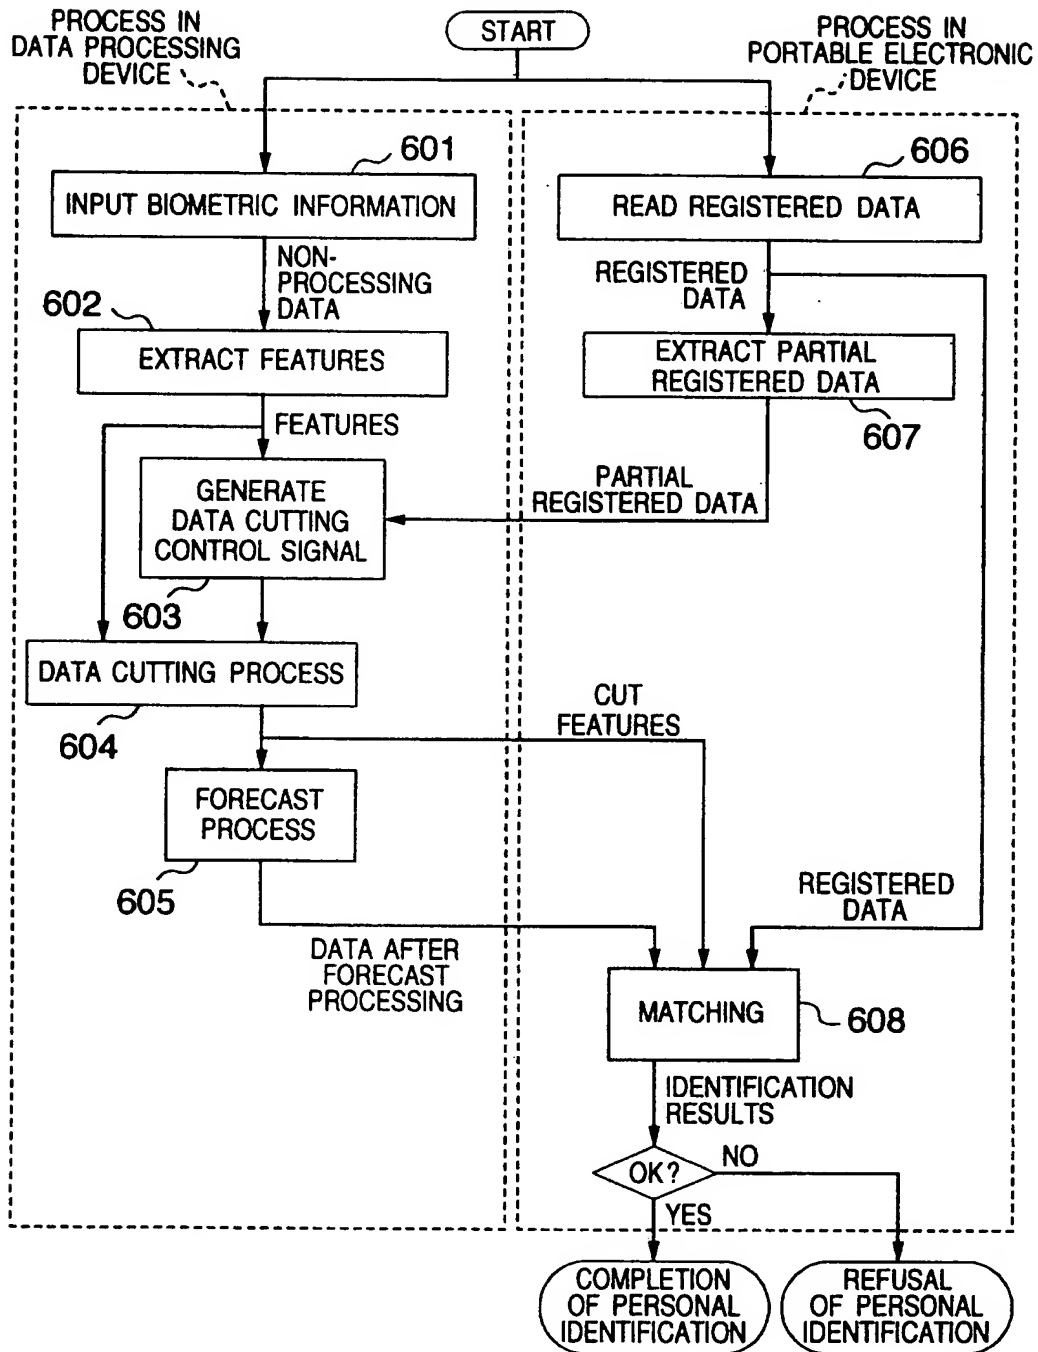 START
PROCESS IN
DATA PROCESSING
DEVICE
PROCESS IN
PORTABLE ELECTRONIC
DEVICE
601
INPUT BIOMETRIC INFORMATION
606
READ REGISTERED DATA
NON-
PROCESSING
DATA
REGISTERED
DATA
602
EXTRACT FEATURES
EXTRACT PARTIAL
REGISTERED DATA
607
FEATURES
GENERATE
DATA CUTTING
CONTROL SIGNAL
603
PARTIAL
REGISTERED DATA
DATA CUTTING PROCESS
604
CUT
FEATURES
FORECAST
PROCESS
605
DATA AFTER
FORECAST
PROCESSING
REGISTERED
DATA
MATCHING
608
IDENTIFICATION
RESULTS
OK?
NO
YES
COMPLETION
OF PERSONAL
IDENTIFICATION
REFUSAL
OF PERSONAL
IDENTIFICATION